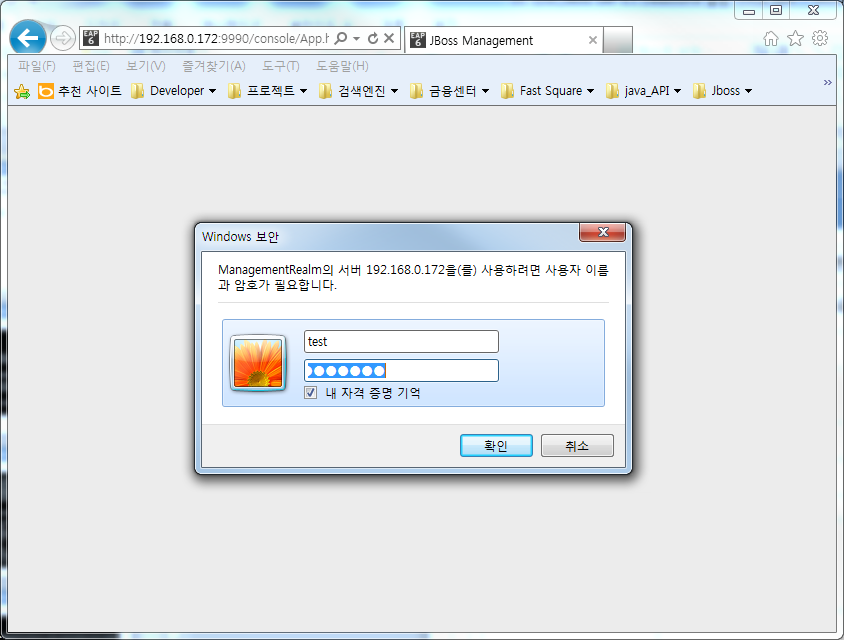 EAP 6 http://192.168.0.172:9990/console/App.h
EAP 6 JBoss Management
파일(F) 편집(E) 보기(V) 즐겨찾기(A) 도구(T) 도움말(H)
추천 사이트 Developer 프로젝트 검색엔진 금융센터 Fast Square java_API Jboss »
Windows 보안
ManagementRealm의 서버 192.168.0.172을(를) 사용하려면 사용자 이름
과 암호가 필요합니다.
test
내 자격 증명 기억
확인 취소